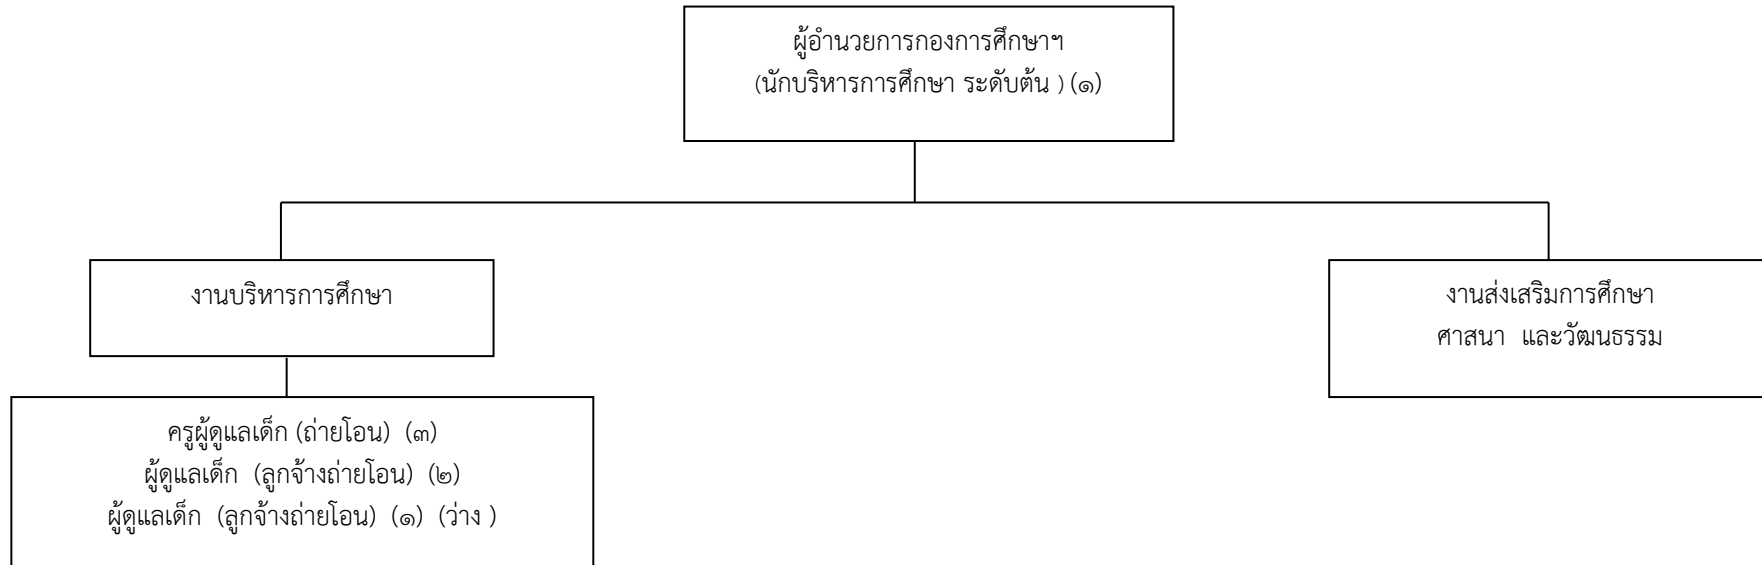 ผู้อำนวยการกองการศึกษาฯ
(นักบริหารการศึกษา ระดับต้น ) (๑)
งานบริหารการศึกษา
งานส่งเสริมการศึกษา
ศาสนา และวัฒนธรรม
ครูผู้ดูแลเด็ก (ถ่ายโอน) (๓)
ผู้ดูแลเด็ก (ลูกจ้างถ่ายโอน) (๒)
ผู้ดูแลเด็ก (ลูกจ้างถ่ายโอน) (๑) (ว่าง )